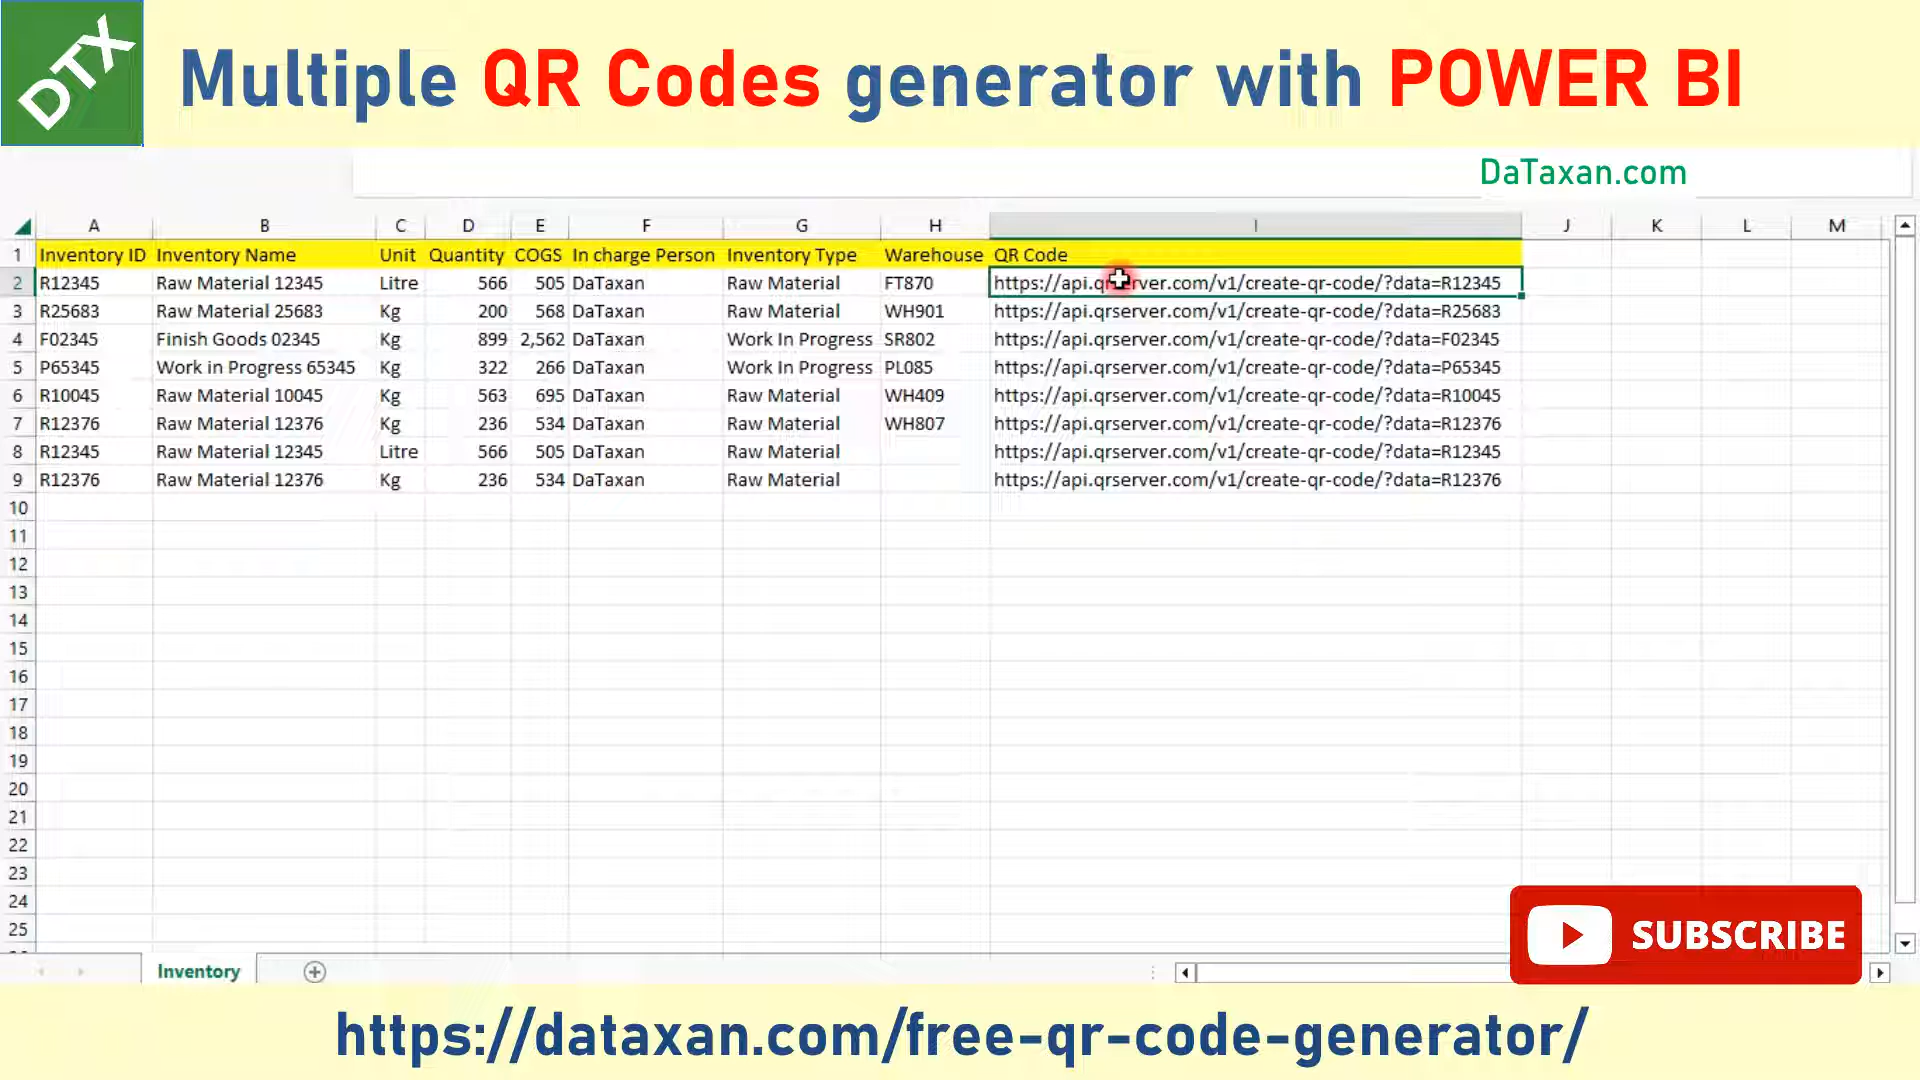 DTX
Multiple QR Codes generator with POWER BI
DaTaxan.com
A B C D E F G H I J K L M
1 Inventory ID Inventory Name Unit Quantity COGS In charge Person Inventory Type Warehouse QR Code
2 R12345 Raw Material 12345 Litre 566 505 DaTaxan Raw Material FT870 https://api.qrserver.com/v1/create-qr-code/?data=R12345
3 R25683 Raw Material 25683 Kg 200 568 DaTaxan Raw Material WH901 https://api.qrserver.com/v1/create-qr-code/?data=R25683
4 F02345 Finish Goods 02345 Kg 899 2,562 DaTaxan Work In Progress SR802 https://api.qrserver.com/v1/create-qr-code/?data=F02345
5 P65345 Work in Progress 65345 Kg 322 266 DaTaxan Work In Progress PL085 https://api.qrserver.com/v1/create-qr-code/?data=P65345
6 R10045 Raw Material 10045 Kg 563 695 DaTaxan Raw Material WH409 https://api.qrserver.com/v1/create-qr-code/?data=R10045
7 R12376 Raw Material 12376 Kg 236 534 DaTaxan Raw Material WH807 https://api.qrserver.com/v1/create-qr-code/?data=R12376
8 R12345 Raw Material 12345 Litre 566 505 DaTaxan Raw Material https://api.qrserver.com/v1/create-qr-code/?data=R12345
9 R12376 Raw Material 12376 Kg 236 534 DaTaxan Raw Material https://api.qrserver.com/v1/create-qr-code/?data=R12376
10
11
12
13
14
15
16
17
18
19
20
21
22
23
24
25
SUBSCRIBE
Inventory
https://dataxan.com/free-qr-code-generator/